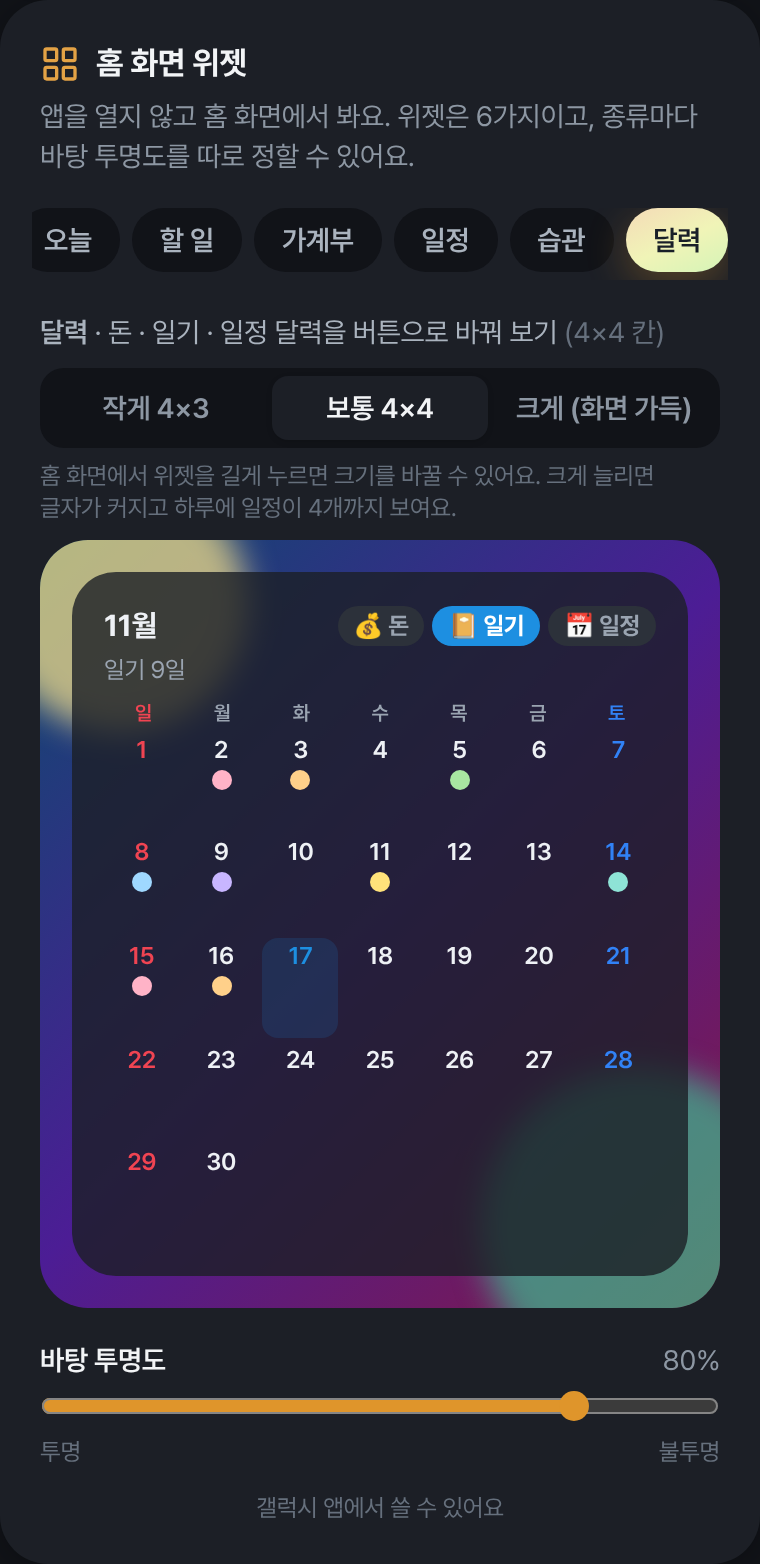 홈 화면 위젯
앱을 열지 않고 홈 화면에서 봐요. 위젯은 6가지이고, 종류마다
바탕 투명도를 따로 정할 수 있어요.
오늘 할 일 가계부 일정 습관 달력
달력 · 돈 · 일기 · 일정 달력을 버튼으로 바꿔 보기 (4×4 칸)
작게 4×3 보통 4×4 크게 (화면 가득)
홈 화면에서 위젯을 길게 누르면 크기를 바꿀 수 있어요. 크게 늘리면
글자가 커지고 하루에 일정이 4개까지 보여요.
11월 돈 일기 일정
일기 9일
일 월 화 수 목 금 토
1 2 3 4 5 6 7
8 9 10 11 12 13 14
15 16 17 18 19 20 21
22 23 24 25 26 27 28
29 30
바탕 투명도 80%
투명 불투명
갤럭시 앱에서 쓸 수 있어요